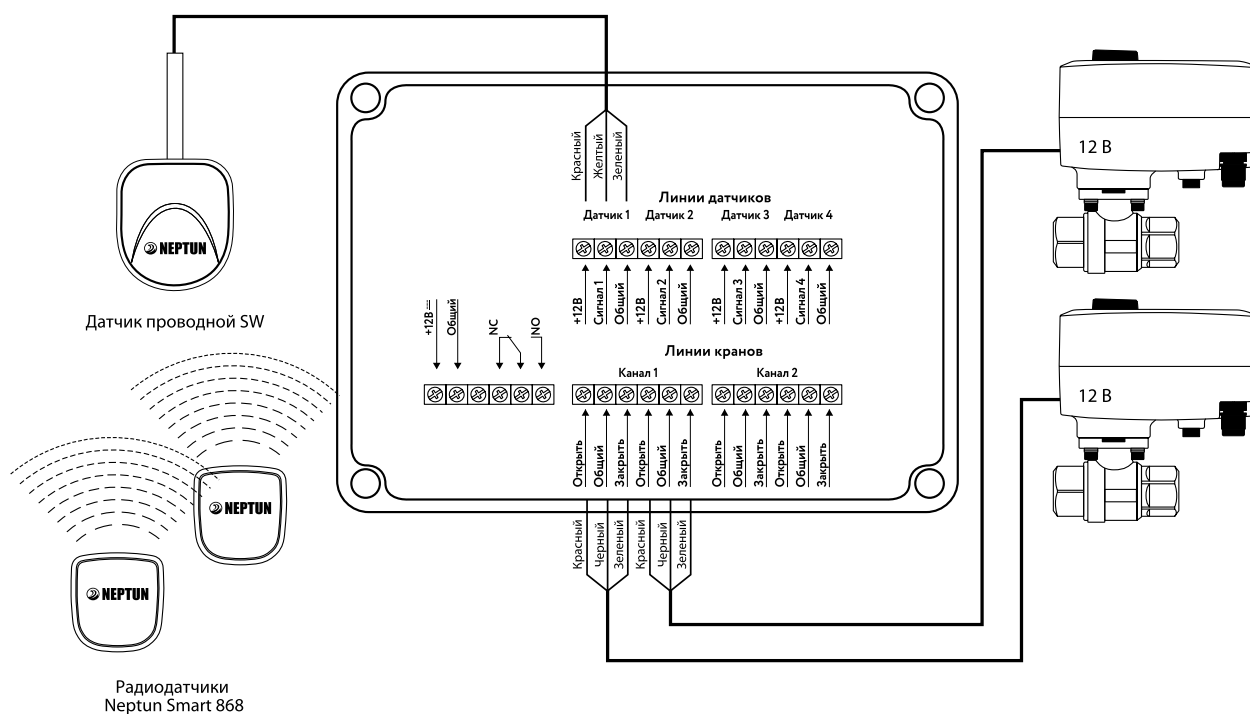 Красный
Желтый
Зеленый
12 В
Линии датчиков
Датчик 1
Датчик 2
Датчик 3
Датчик 4
NEPTUN
Датчик проводной SW
+12В
Сигнал 1
Общий
+12В
Сигнал 2
Общий
+12В
Сигнал 3
Общий
+12В
Сигнал 4
Общий
+12В
Общий
NC
NO
Линии кранов
Канал 1
Канал 2
12 В
Открыть
Общий
Закрыть
Открыть
Общий
Закрыть
Открыть
Общий
Закрыть
Открыть
Общий
Закрыть
Красный
Черный
Зеленый
Красный
Черный
Зеленый
NEPTUN
NEPTUN
Радиодатчики
Neptun Smart 868